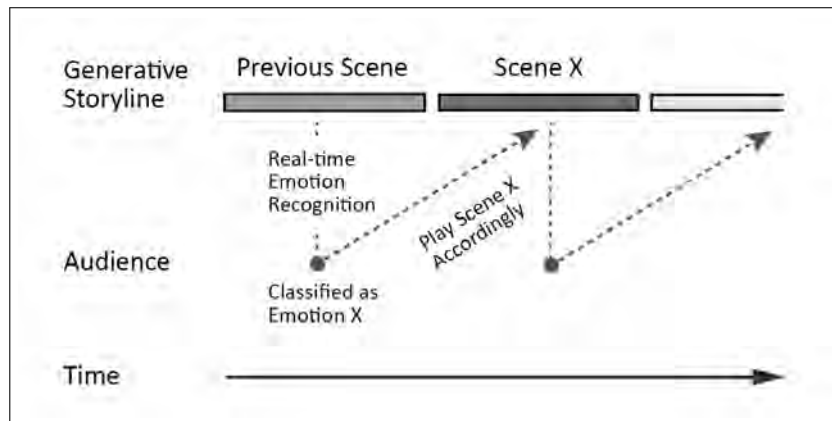 Generative
Storyline
Previous Scene
Scene X
Real-time
Emotion
Recognition
Play Scene X
Accordingly
Audience
Classified as
Emotion X
Time